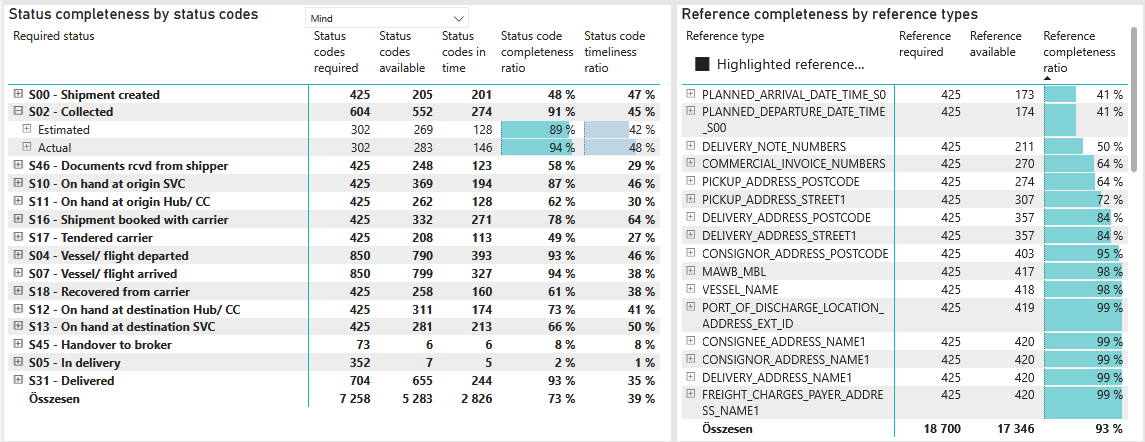 Status completeness by status codes
Mind
Required status
Status codes required
Status codes available
Status codes in time
Status code completeness ratio
Status code timeliness ratio
S00 - Shipment created 425 205 201 48 % 47 %
S02 - Collected 604 552 274 91 % 45 %
Estimated 302 269 128 89 % 42 %
Actual 302 283 146 94 % 48 %
S46 - Documents rcvd from shipper 425 248 123 58 % 29 %
S10 - On hand at origin SVC 425 369 194 87 % 46 %
S11 - On hand at origin Hub/ CC 425 262 128 62 % 30 %
S16 - Shipment booked with carrier 425 332 271 78 % 64 %
S17 - Tendered carrier 425 208 113 49 % 27 %
S04 - Vessel/ flight departed 850 790 393 93 % 46 %
S07 - Vessel/ flight arrived 850 799 327 94 % 38 %
S18 - Recovered from carrier 425 258 160 61 % 38 %
S12 - On hand at destination Hub/ CC 425 311 174 73 % 41 %
S13 - On hand at destination SVC 425 281 213 66 % 50 %
S45 - Handover to broker 73 6 6 8 % 8 %
S05 - In delivery 352 7 5 2 % 1 %
S31 - Delivered 704 655 244 93 % 35 %
Összesen 7 258 5 283 2 826 73 % 39 %
Reference completeness by reference types
Reference type
Highlighted reference...
Reference required
Reference available
Reference completeness ratio
PLANNED_ARRIVAL_DATE_TIME_S0 425 173 41 %
PLANNED_DEPARTURE_DATE_TIME 425 174 41 %
_S00
DELIVERY_NOTE_NUMBERS 425 211 50 %
COMMERCIAL_INVOICE_NUMBERS 425 270 64 %
PICKUP_ADDRESS_POSTCODE 425 274 64 %
PICKUP_ADDRESS_STREET1 425 307 72 %
DELIVERY_ADDRESS_POSTCODE 425 357 84 %
DELIVERY_ADDRESS_STREET1 425 357 84 %
CONSIGNOR_ADDRESS_POSTCODE 425 403 95 %
MAWB_MBL 425 417 98 %
VESSEL_NAME 425 418 98 %
PORT_OF_DISCHARGE_LOCATION_ 425 419 99 %
ADDRESS_EXT_ID
CONSIGNEE_ADDRESS_NAME1 425 420 99 %
CONSIGNOR_ADDRESS_NAME1 425 420 99 %
DELIVERY_ADDRESS_NAME1 425 420 99 %
FREIGHT_CHARGES_PAYER_ADDRE 425 420 99 %
SS_NAME1
Összesen 18 700 17 346 93 %